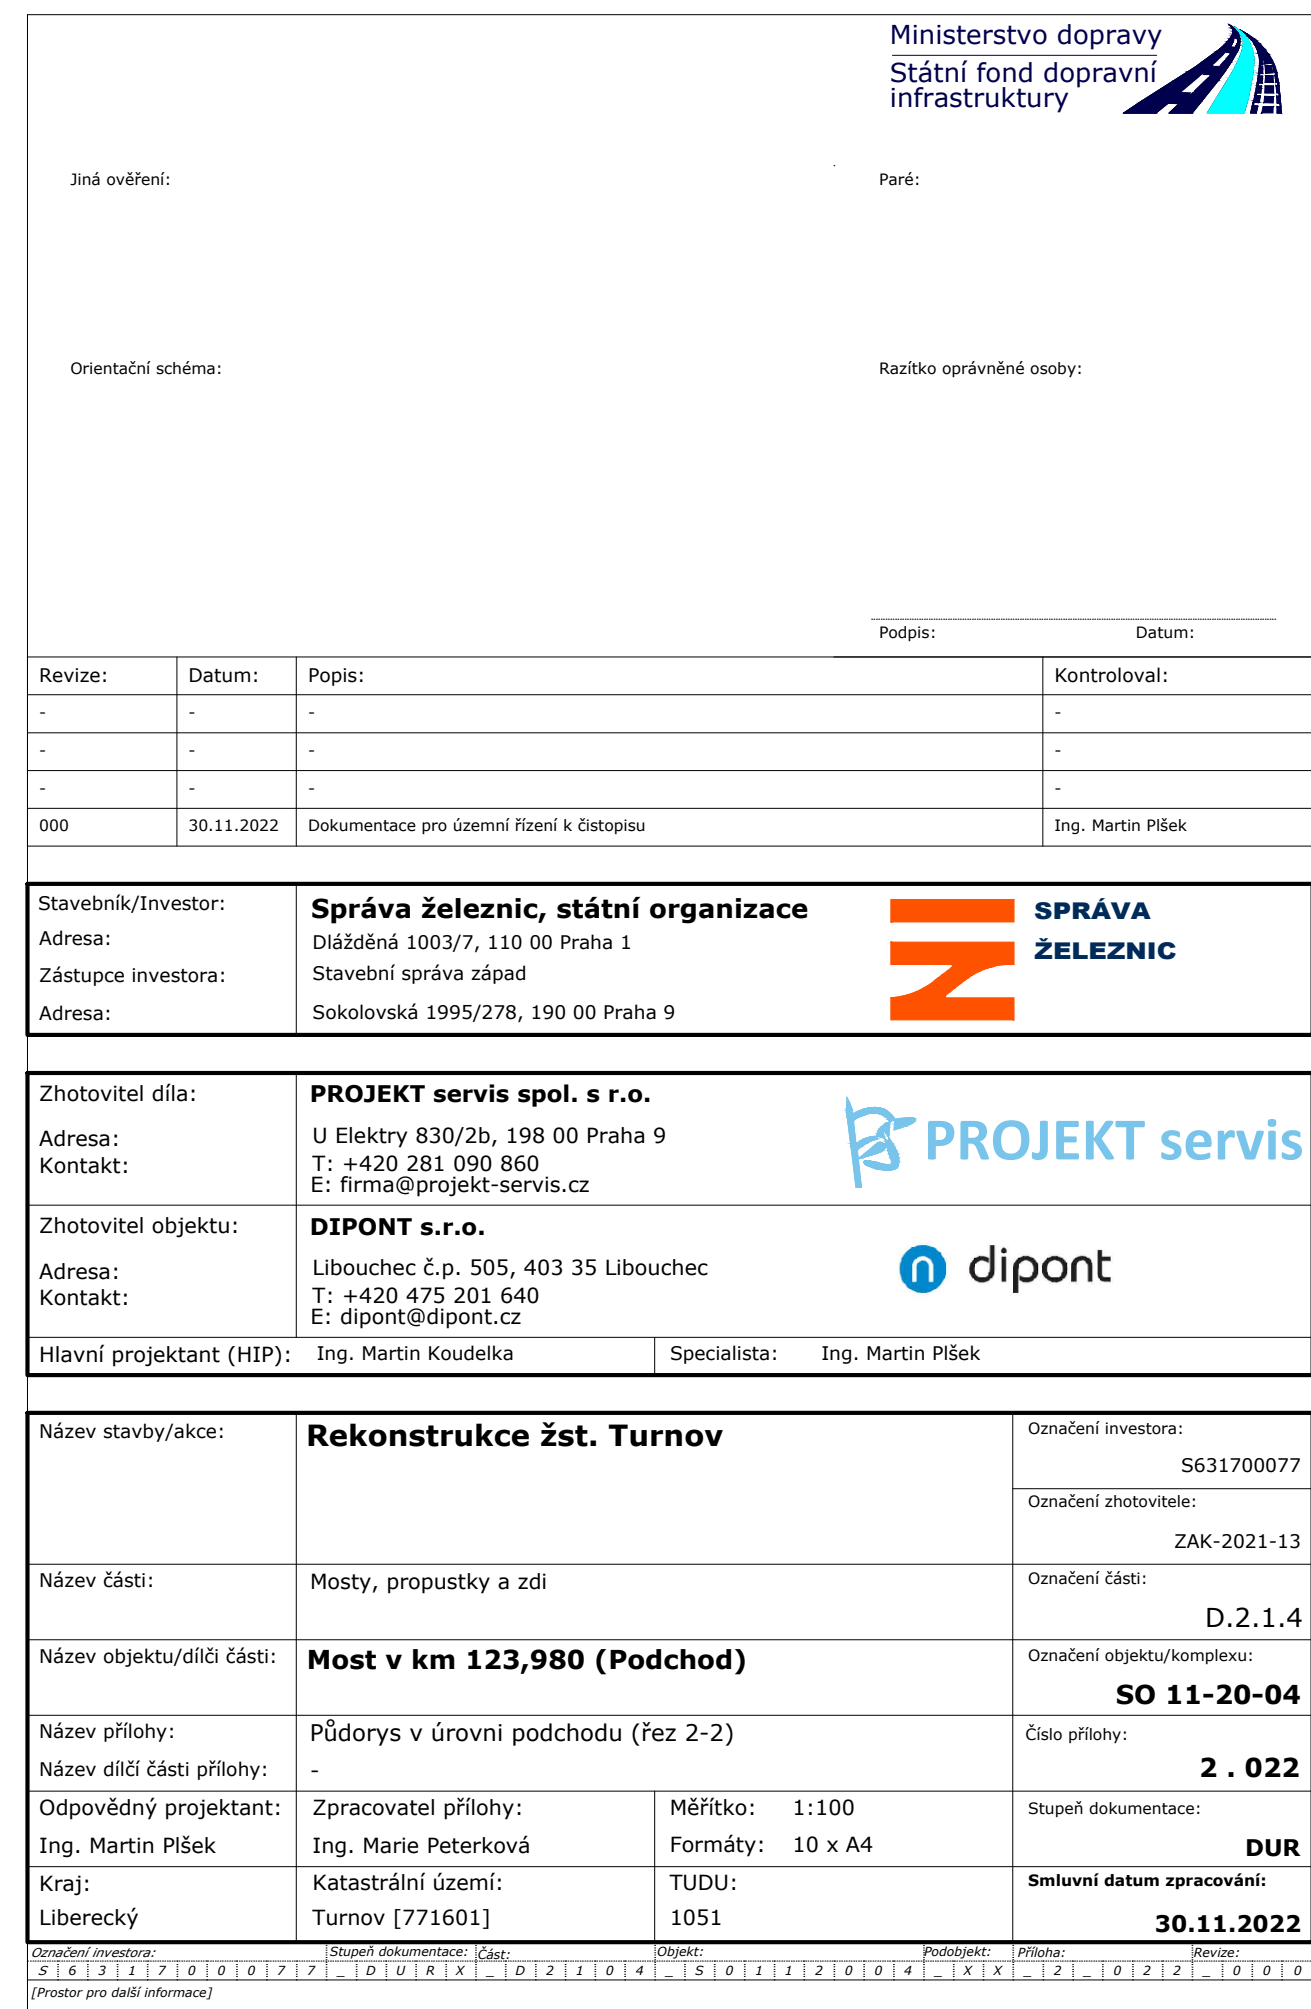 Ministerstvo dopravy
Státní fond dopravní
infrastruktury
Jiná ověření:
Paré:
Orientační schéma:
Razítko oprávněné osoby:
Podpis: Datum:
Revize: Datum: Popis: Kontroloval:
- - - -
- - - -
- - - -
000 30.11.2022 Dokumentace pro územní řízení k čistopisu Ing. Martin Plšek
Stavebník/Investor: Správa železnic, státní organizace
SPRÁVA
ŽELEZNIC
Adresa: Dlážděná 1003/7, 110 00 Praha 1
Zástupce investora: Stavební správa západ
Adresa: Sokolovská 1995/278, 190 00 Praha 9
Zhotovitel díla: PROJEKT servis spol. s r.o.
PROJEKT servis
Adresa: U Elektry 830/2b, 198 00 Praha 9
Kontakt: T: +420 281 090 860
E: firma@projekt-servis.cz
Zhotovitel objektu: DIPONT s.r.o.
dipont
Adresa: Libouchec č.p. 505, 403 35 Libouchec
Kontakt: T: +420 475 201 640
E: dipont@dipont.cz
Hlavní projektant (HIP): Ing. Martin Koudelka Specialista: Ing. Martin Plšek
Název stavby/akce: Rekonstrukce žst. Turnov Označení investora:
S631700077
Označení zhotovitele:
ZAK-2021-13
Název části: Mosty, propustky a zdi Označení části:
D.2.1.4
Název objektu/dílči části: Most v km 123,980 (Podchod) Označení objektu/komplexu:
SO 11-20-04
Název přílohy: Půdorys v úrovni podchodu (řez 2-2) Číslo přílohy:
Název dílčí části přílohy: - 2 . 022
Odpovědný projektant: Zpracovatel přílohy: Měřítko: 1:100 Stupeň dokumentace:
Ing. Martin Plšek Ing. Marie Peterková Formáty: 10 x A4 DUR
Kraj: Katastrální území: TUDU: Smluvní datum zpracování:
Liberecký Turnov [771601] 1051 30.11.2022
Označení investora: Stupeň dokumentace: Část: Objekt: Podobjekt: Příloha: Revize:
S 6 3 1 7 0 0 0 7 7 _ D U R X _ D 2 1 0 4 _ S 0 1 1 2 0 0 4 _ X X _ 2 _ 0 2 2 _ 0 0 0
[Prostor pro další informace]